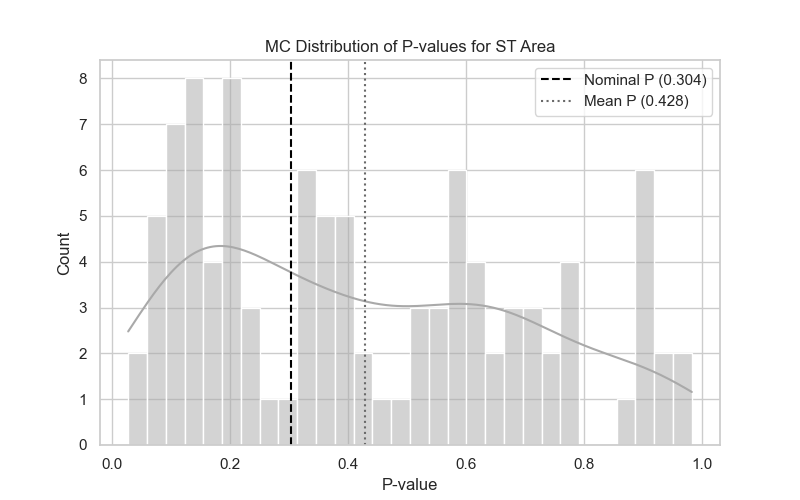 MC Distribution of P-values for ST Area
Nominal P (0.304)
Mean P (0.428)
8
7
6
5
4
3
2
1
0
Count
0.0 0.2 0.4 0.6 0.8 1.0
P-value